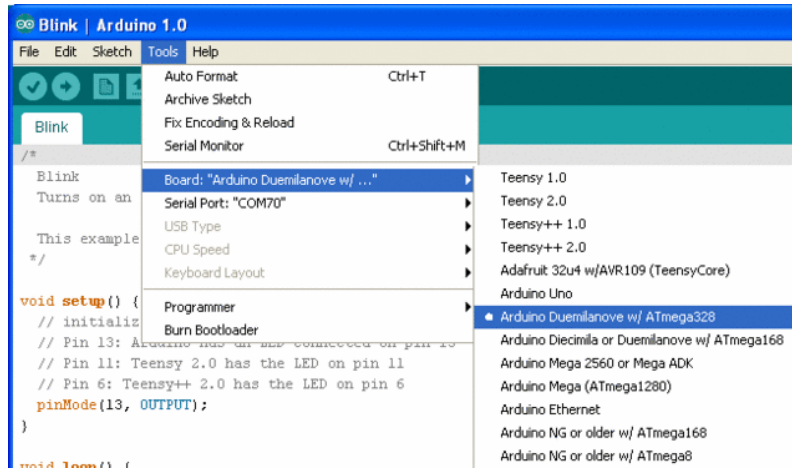 Blink | Arduino 1.0
File Edit Sketch Tools Help
Auto Format Ctrl+T
Archive Sketch
Fix Encoding & Reload
Serial Monitor Ctrl+Shift+M
Board: "Arduino Duemilanove w/ ..."
Serial Port: "COM70"
USB Type
CPU Speed
Keyboard Layout
Programmer
Burn Bootloader
Teensy 1.0
Teensy 2.0
Teensy++ 1.0
Teensy++ 2.0
Adafruit 32u4 w/AVR109 (TeensyCore)
Arduino Uno
Arduino Duemilanove w/ ATmega328
Arduino Diecimila or Duemilanove w/ ATmega168
Arduino Mega 2560 or Mega ADK
Arduino Mega (ATmega1280)
Arduino Ethernet
Arduino NG or older w/ ATmega168
Arduino NG or older w/ ATmega8
Blink
/*
Blink
Turns on an
This example
*/
void setup() {
// initializ
// Pin 13: Arduino has an LED connected on pin 13
// Pin 11: Teensy 2.0 has the LED on pin 11
// Pin 6: Teensy++ 2.0 has the LED on pin 6
pinMode(13, OUTPUT);
}
void loop() {